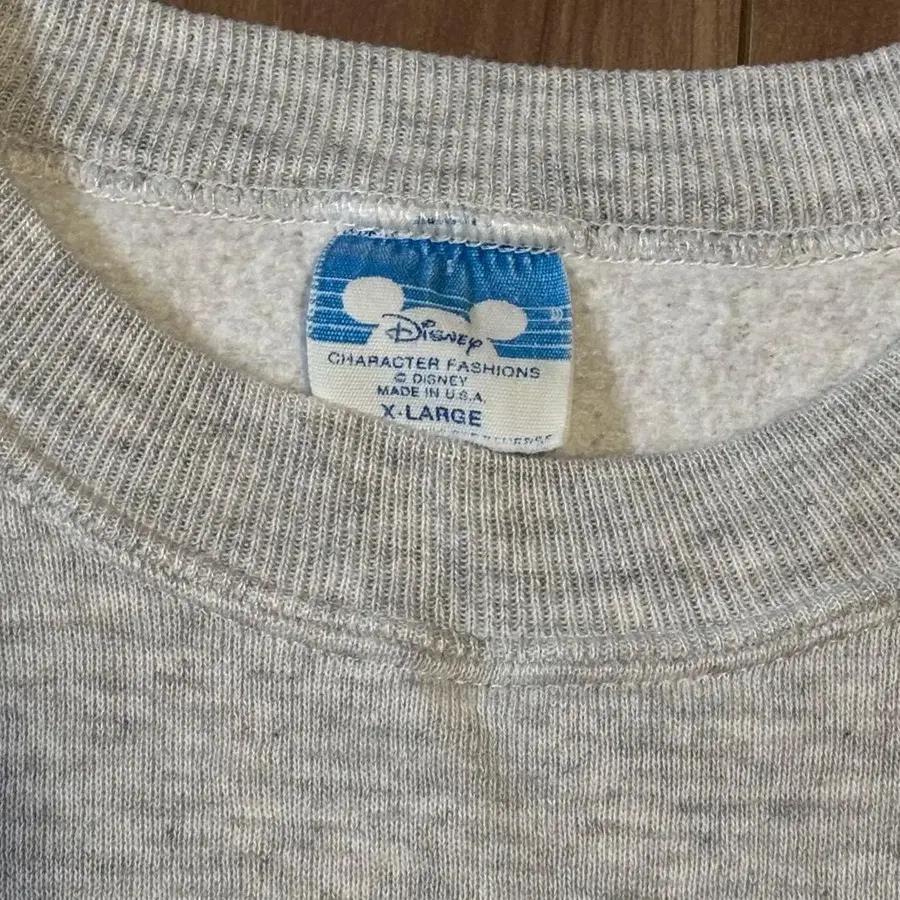 Disney
CHARACTER FASHIONS
© DISNEY
MADE IN U.S.A.
X-LARGE